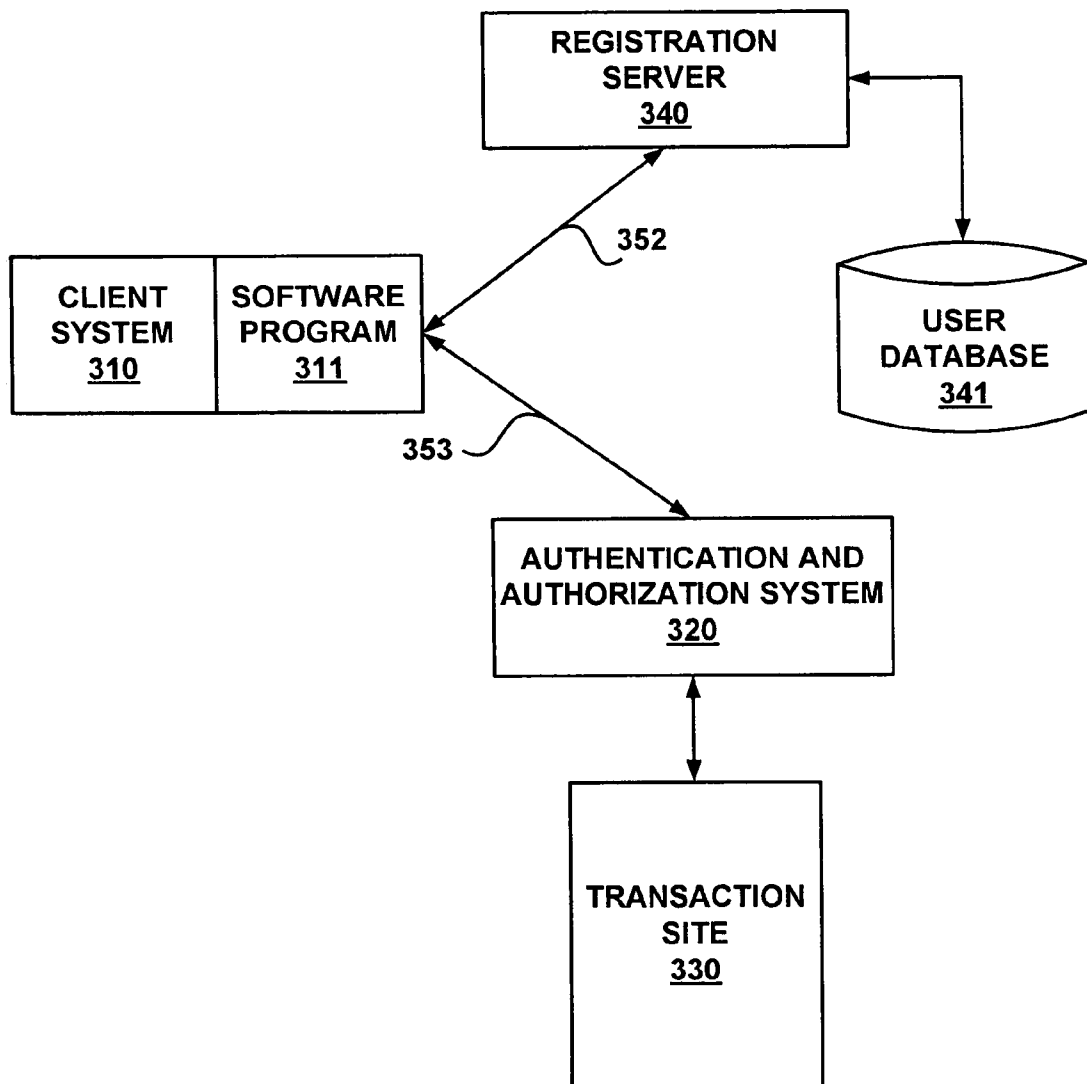 REGISTRATION
SERVER
340
352
CLIENT
SYSTEM
310
SOFTWARE
PROGRAM
311
USER
DATABASE
341
353
AUTHENTICATION AND
AUTHORIZATION SYSTEM
320
TRANSACTION
SITE
330